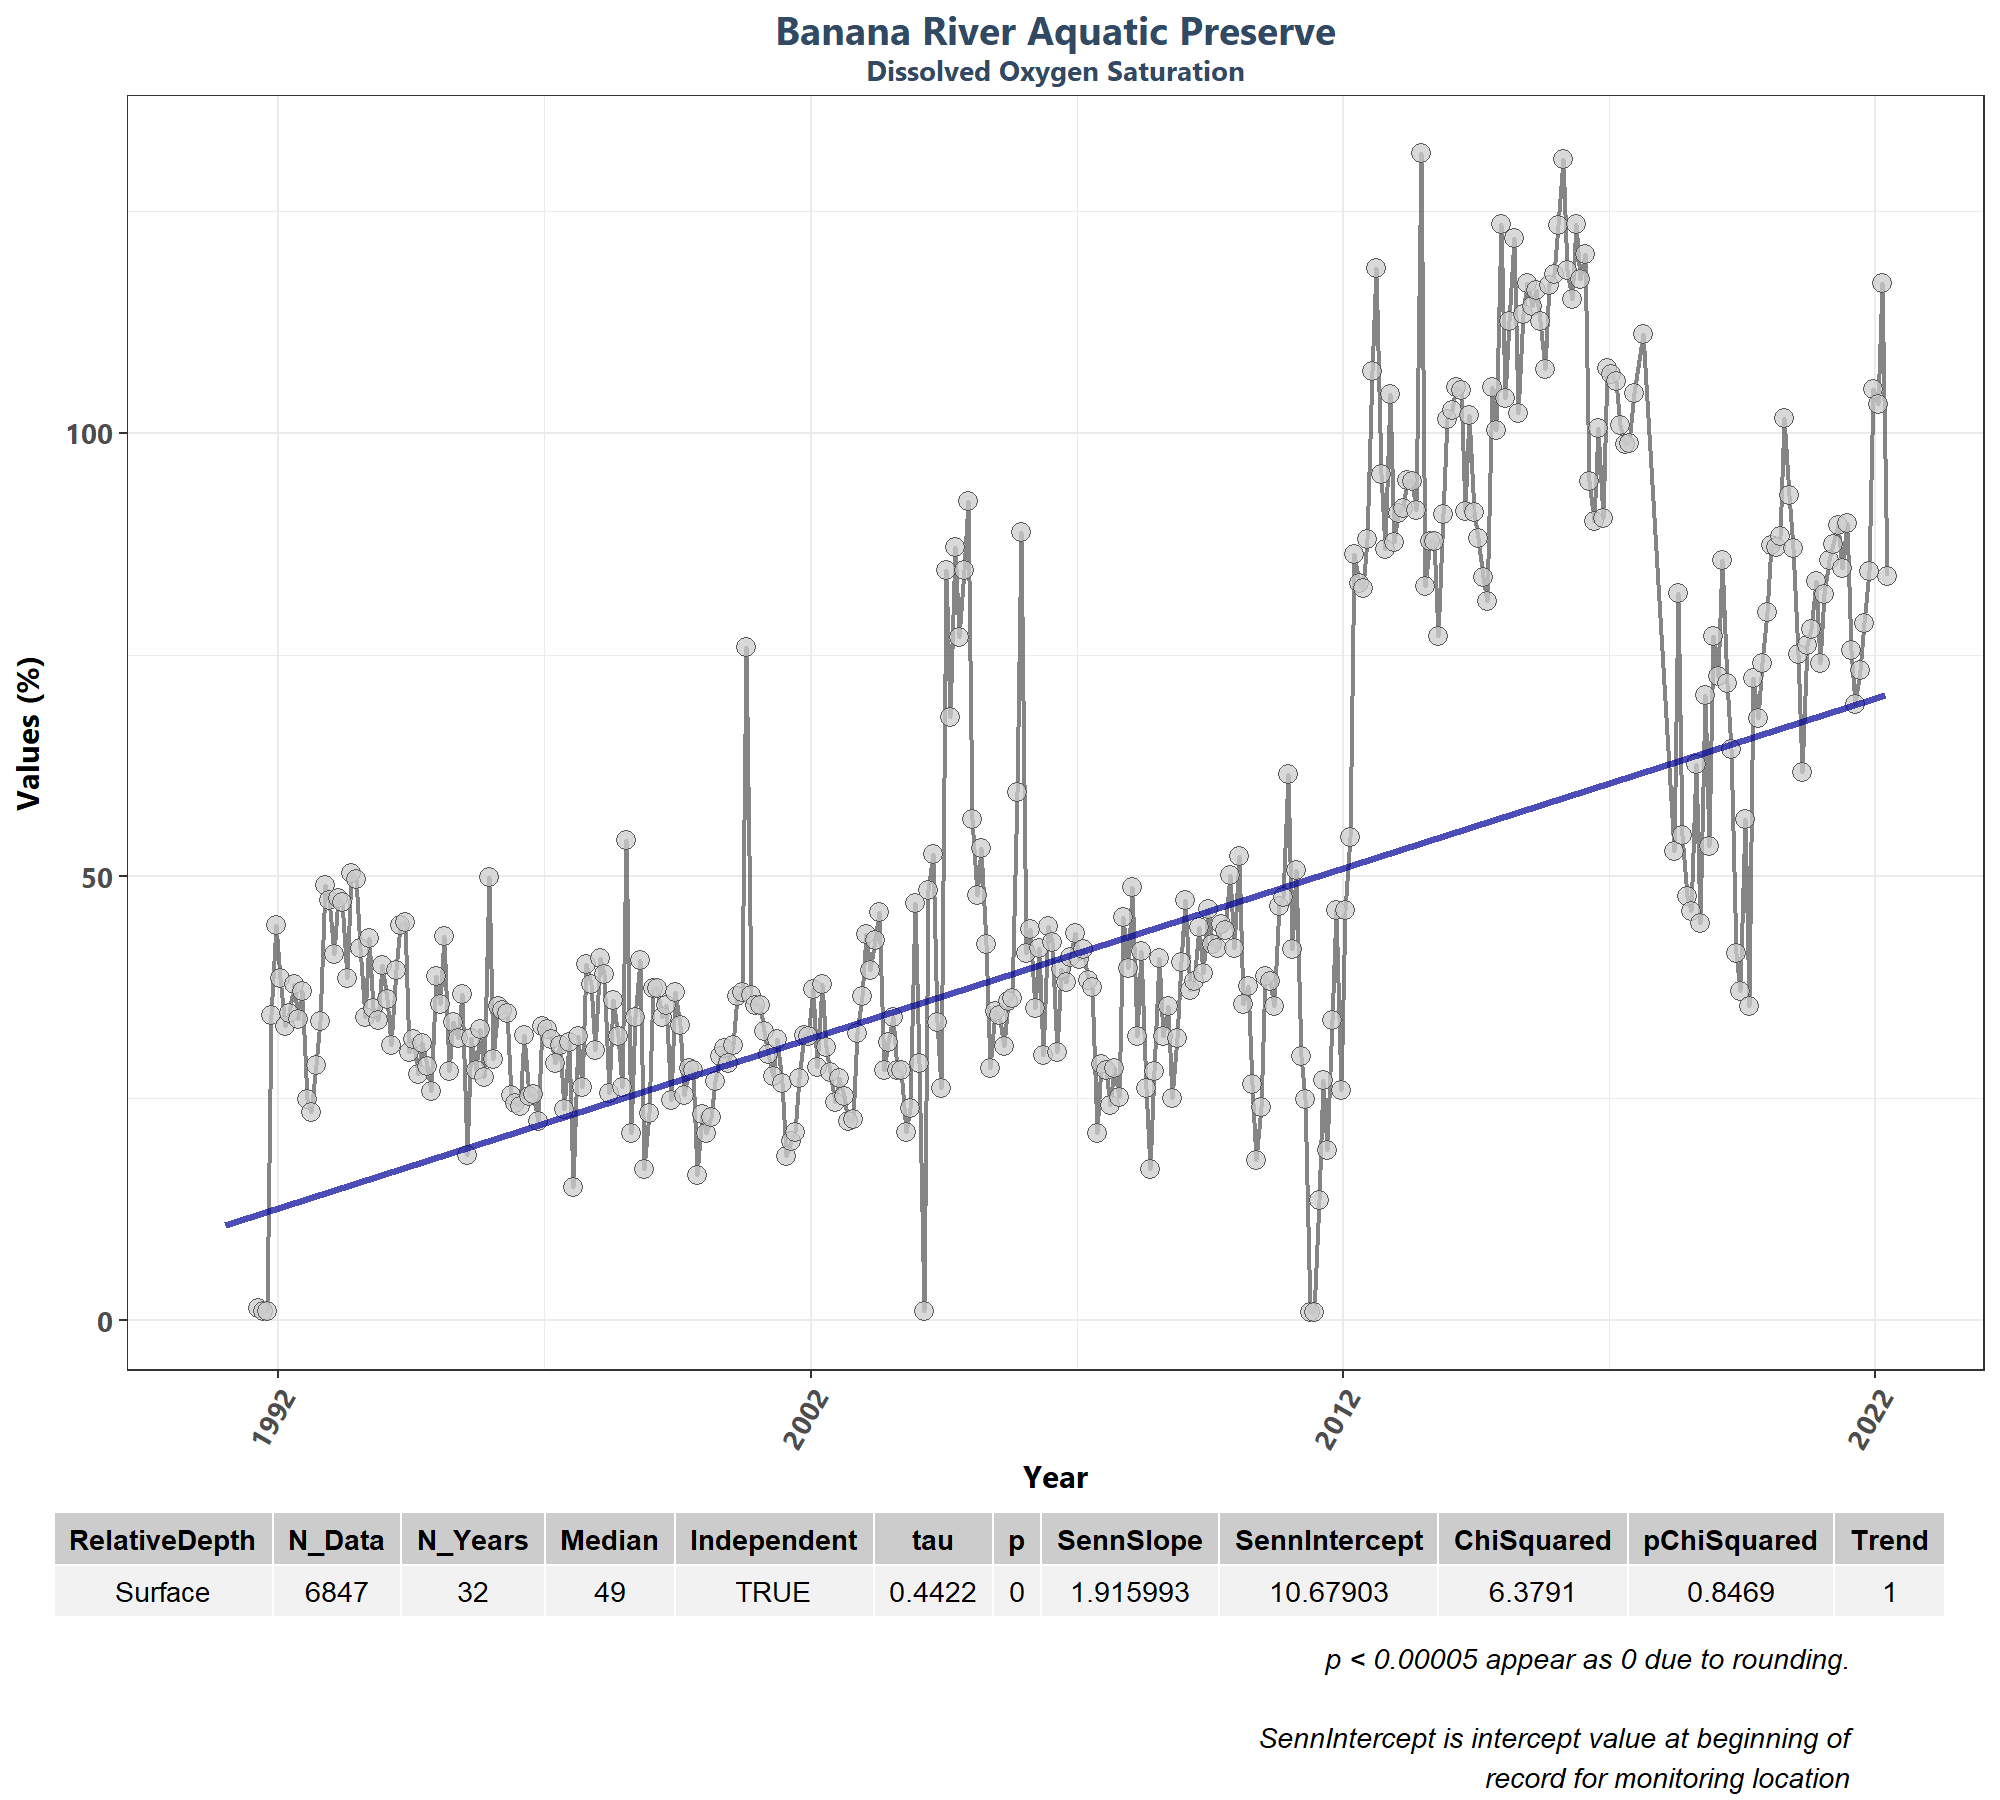 Banana River Aquatic Preserve
Dissolved Oxygen Saturation
Values (%)
100
50
0
1992
2002
2012
2022
Year
RelativeDepth N_Data N_Years Median Independent tau p SennSlope SennIntercept ChiSquared pChiSquared Trend
Surface 6847 32 49 TRUE 0.4422 0 1.915993 10.67903 6.3791 0.8469 1
p < 0.00005 appear as 0 due to rounding.
SennIntercept is intercept value at beginning of
record for monitoring location